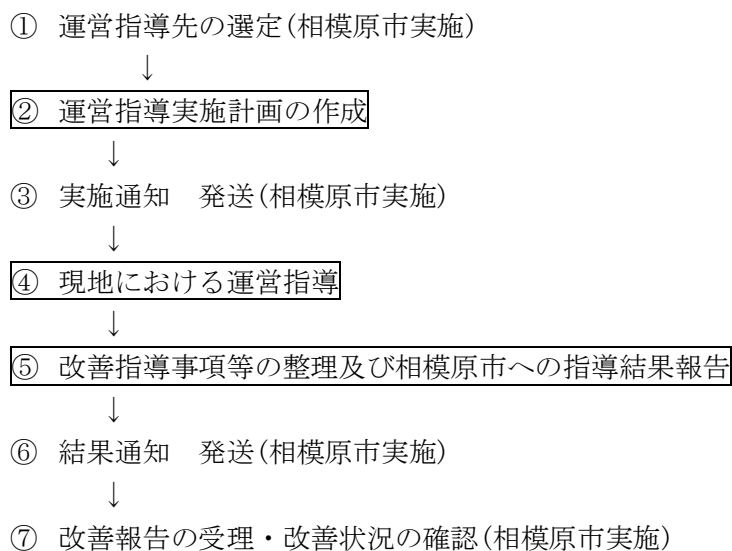 ① 運営指導先の選定(相模原市実施)
↓
② 運営指導実施計画の作成
↓
③ 実施通知　発送(相模原市実施)
↓
④ 現地における運営指導
↓
⑤ 改善指導事項等の整理及び相模原市への指導結果報告
↓
⑥ 結果通知　発送(相模原市実施)
↓
⑦ 改善報告の受理・改善状況の確認(相模原市実施)